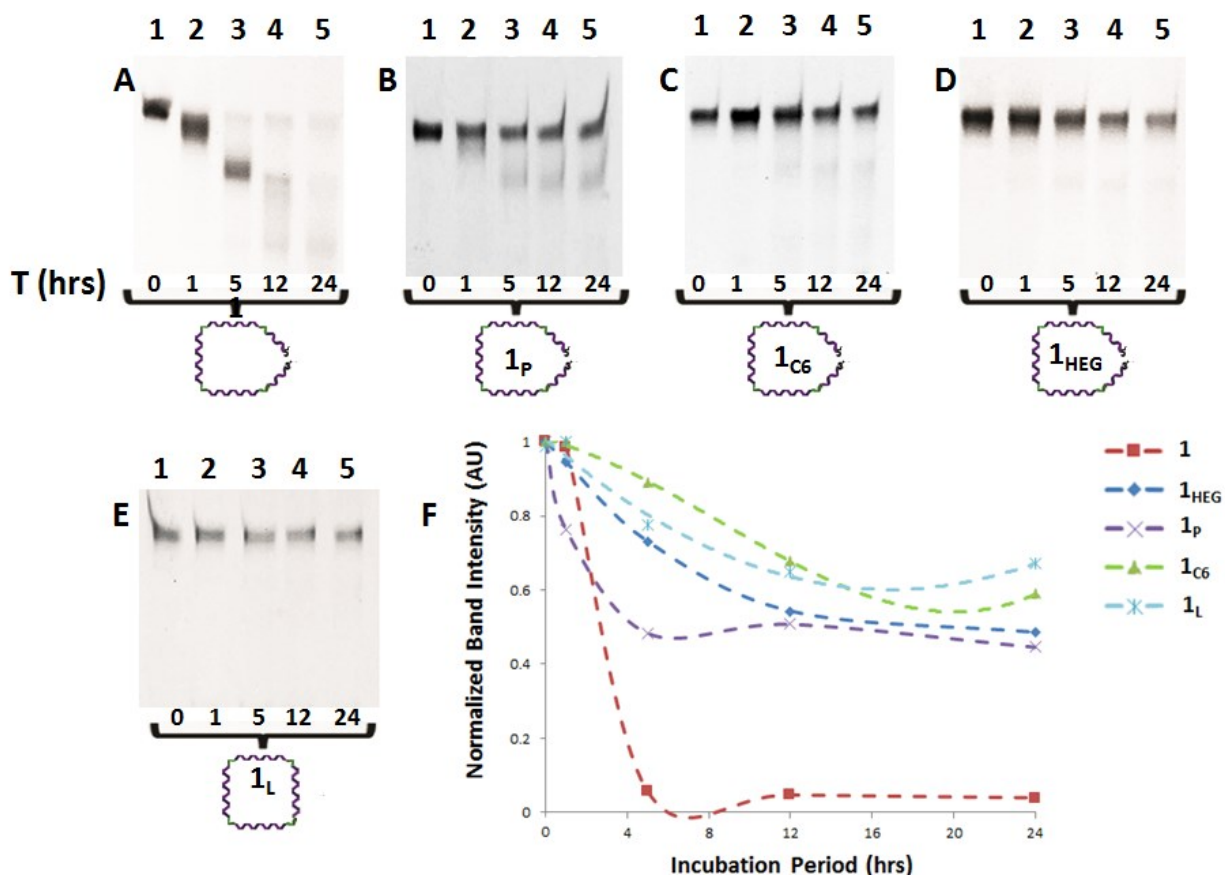 1 2 3 4 5
A
1 2 3 4 5
B
1 2 3 4 5
C
1 2 3 4 5
D
T (hrs)
0 1 5 12 24
1
0 1 5 12 24
1P
0 1 5 12 24
1C6
0 1 5 12 24
1HEG
1 2 3 4 5
E
0 1 5 12 24
1L
F
Normalized Band Intensity (AU)
1
0.8
0.6
0.4
0.2
0
0 4 8 12 16 20 24
Incubation Period (hrs)
1
1HEG
1P
1C6
1L